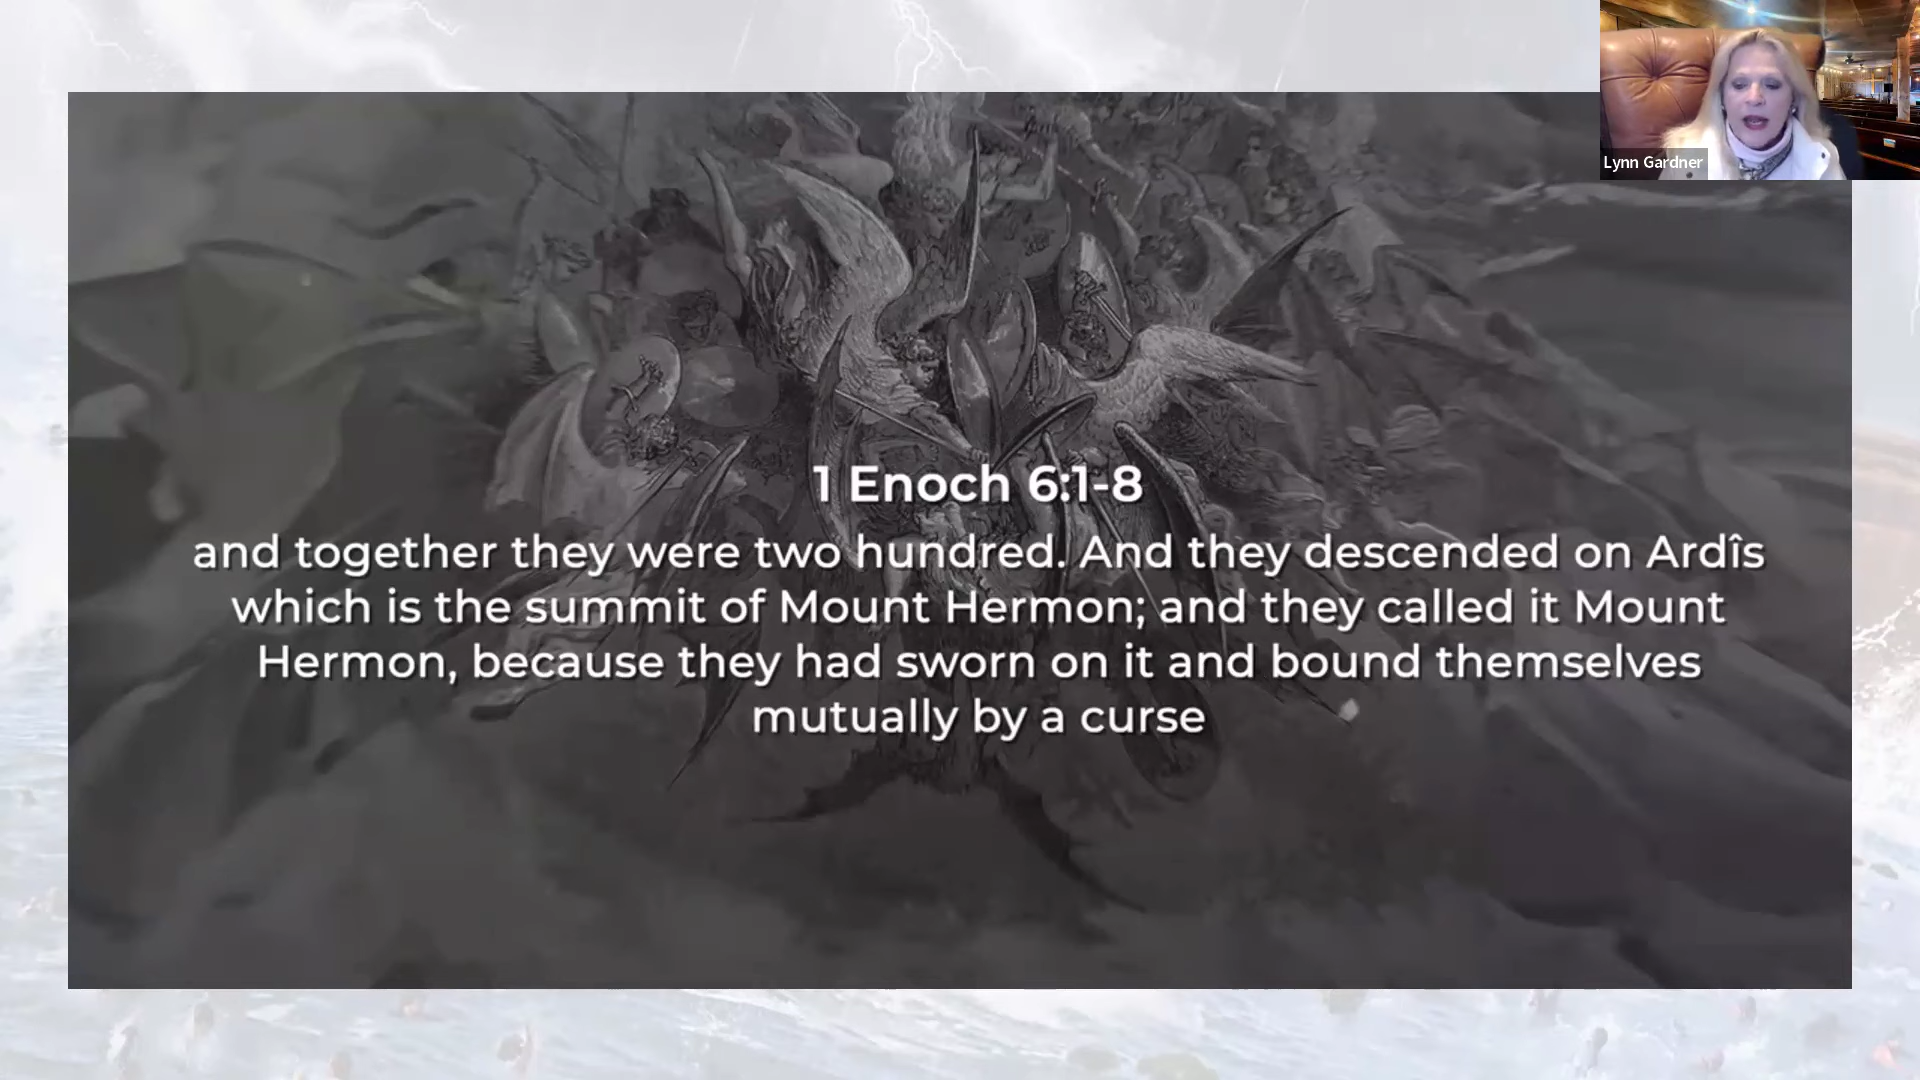 Lynn Gardner
1 Enoch 6:1-8
and together they were two hundred. And they descended on Ardîs
which is the summit of Mount Hermon; and they called it Mount
Hermon, because they had sworn on it and bound themselves
mutually by a curse